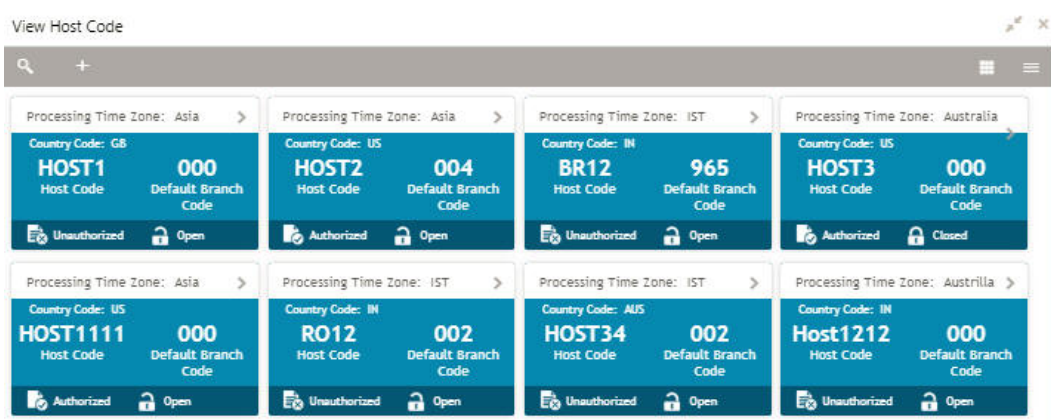 View Host Code
Processing Time Zone: Asia
Country Code: GB
HOST1 000
Host Code Default Branch
Code
Unauthorized Open
Processing Time Zone: Asia
Country Code: US
HOST2 004
Host Code Default Branch
Code
Authorized Open
Processing Time Zone: IST
Country Code: IN
BR12 965
Host Code Default Branch
Code
Unauthorized Open
Processing Time Zone: Australia
Country Code: US
HOST3 000
Host Code Default Branch
Code
Authorized Closed
Processing Time Zone: Asia
Country Code: US
HOST1111 000
Host Code Default Branch
Code
Authorized Open
Processing Time Zone: IST
Country Code: IN
RO12 002
Host Code Default Branch
Code
Unauthorized Open
Processing Time Zone: IST
Country Code: AUS
HOST34 002
Host Code Default Branch
Code
Unauthorized Open
Processing Time Zone: Austrilla
Country Code: IN
Host1212 000
Host Code Default Branch
Code
Unauthorized Open